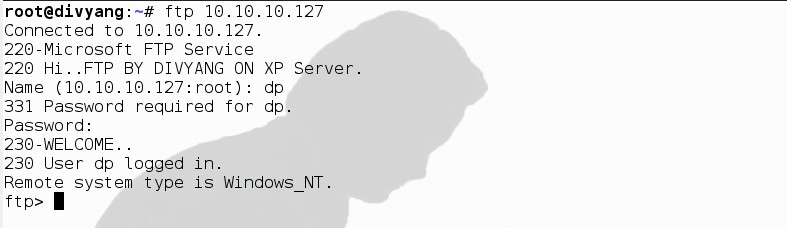 root@divyang:~# ftp 10.10.10.127
Connected to 10.10.10.127.
220-Microsoft FTP Service
220 Hi..FTP BY DIVYANG ON XP Server.
Name (10.10.10.127:root): dp
331 Password required for dp.
Password:
230-WELCOME..
230 User dp logged in.
Remote system type is Windows_NT.
ftp>